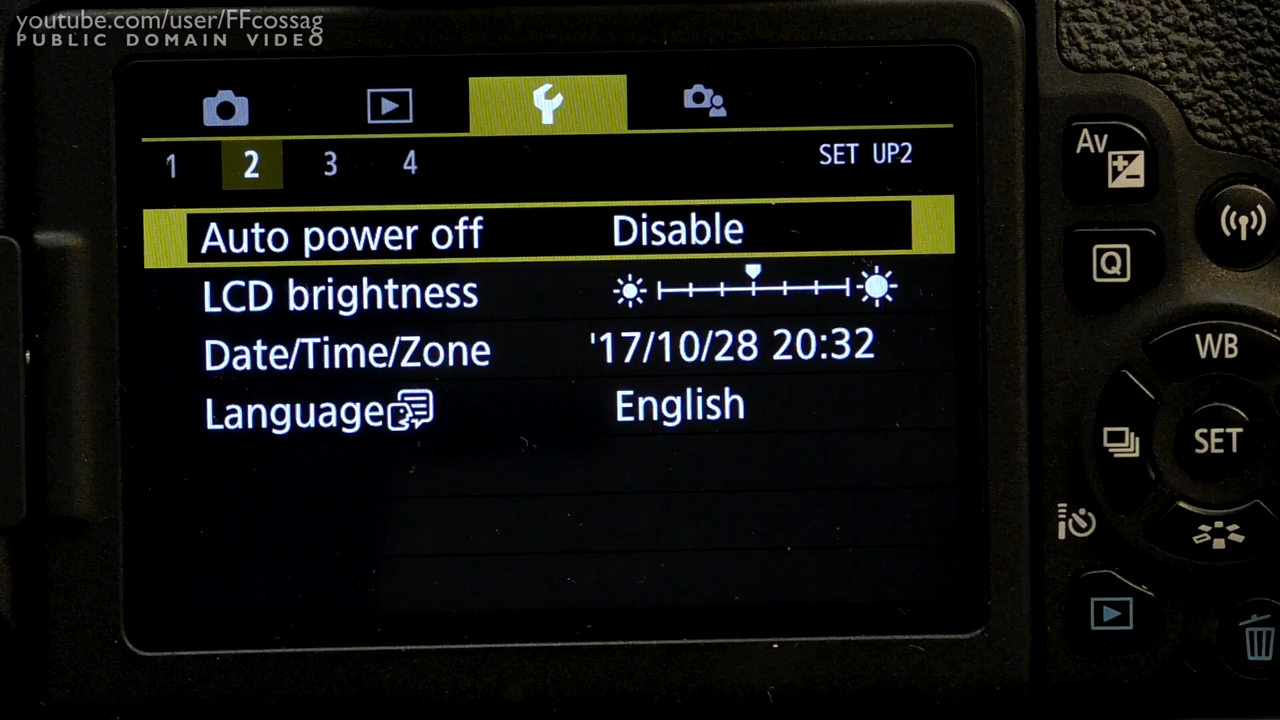 youtube.com/user/FFcossag
PUBLIC DOMAIN VIDEO
1 2 3 4 SET UP2
Auto power off Disable
LCD brightness
Date/Time/Zone '17/10/28 20:32
Language English
Av
Q
WB
SET
i